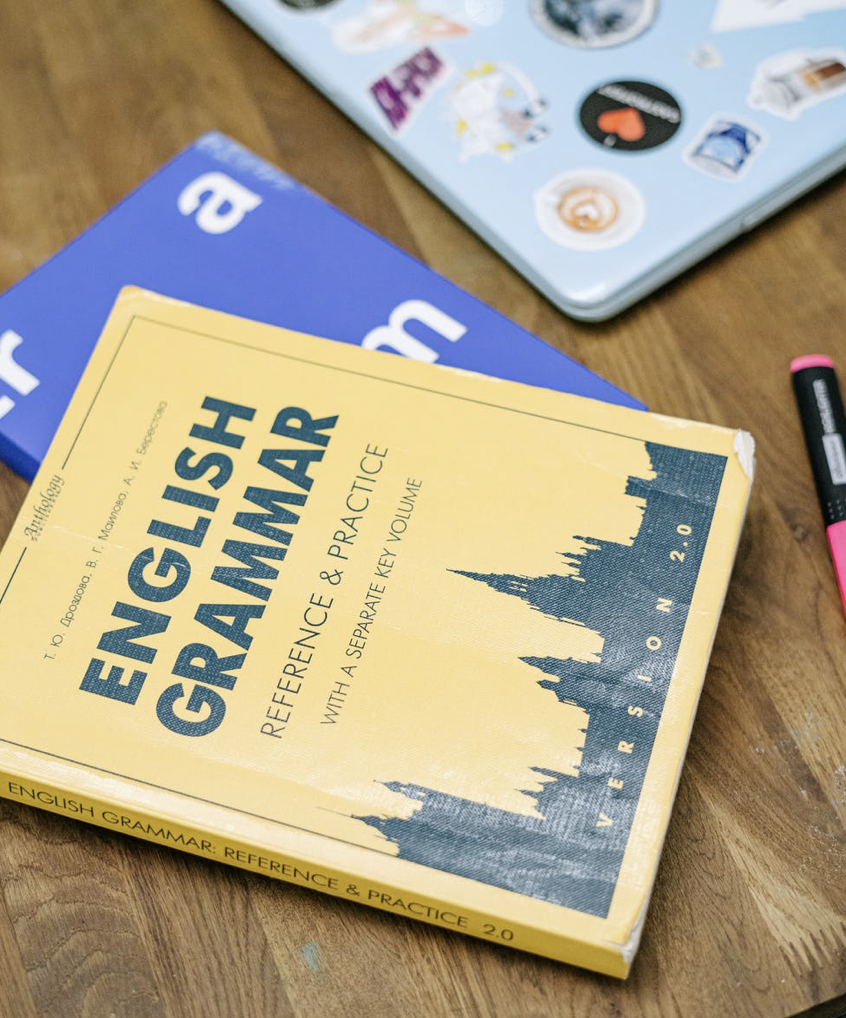 Anthology
Т. Ю. Дроздова, В. Г. Маилова, А. И. Берестова
ENGLISH
GRAMMAR
REFERENCE & PRACTICE
WITH A SEPARATE KEY VOLUME
VERSION 2.0
ENGLISH GRAMMAR: REFERENCE & PRACTICE 2.0
a
r
m